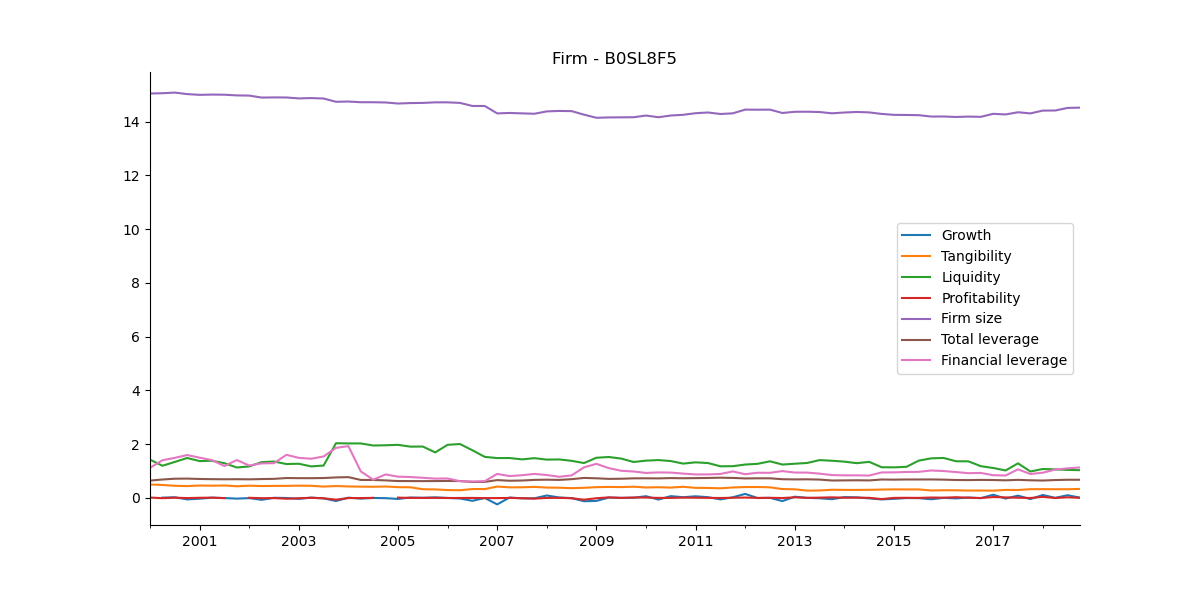 Firm - B0SL8F5
14
12
10
8
6
4
2
0
Growth
Tangibility
Liquidity
Profitability
Firm size
Total leverage
Financial leverage
2001 2003 2005 2007 2009 2011 2013 2015 2017